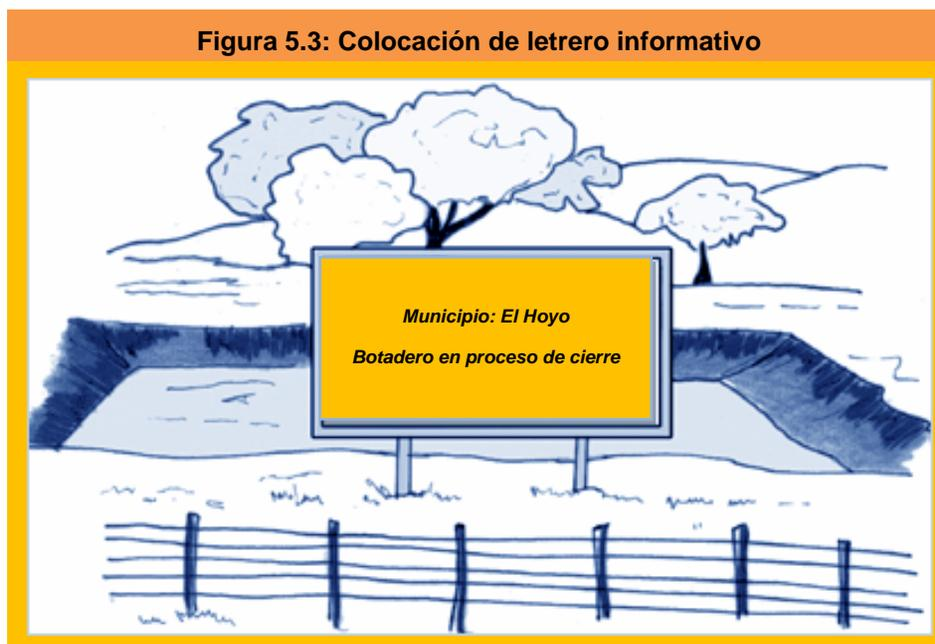 Figura 5.3: Colocación de letrero informativo
Municipio: El Hoyo
Botadero en proceso de cierre